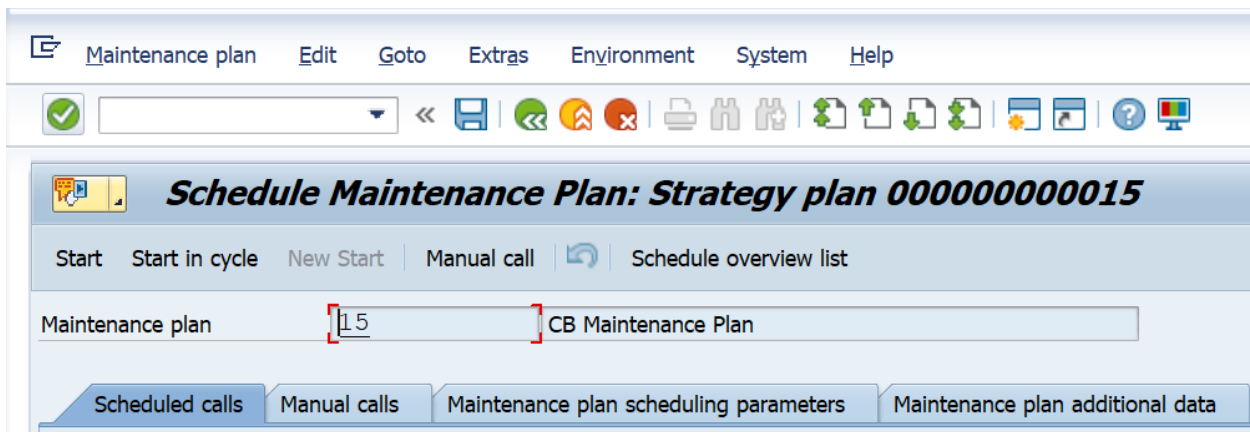 Maintenance plan Edit Goto Extras Environment System Help
Schedule Maintenance Plan: Strategy plan 000000000015
Start Start in cycle New Start Manual call Schedule overview list
Maintenance plan 15 CB Maintenance Plan
Scheduled calls Manual calls Maintenance plan scheduling parameters Maintenance plan additional data